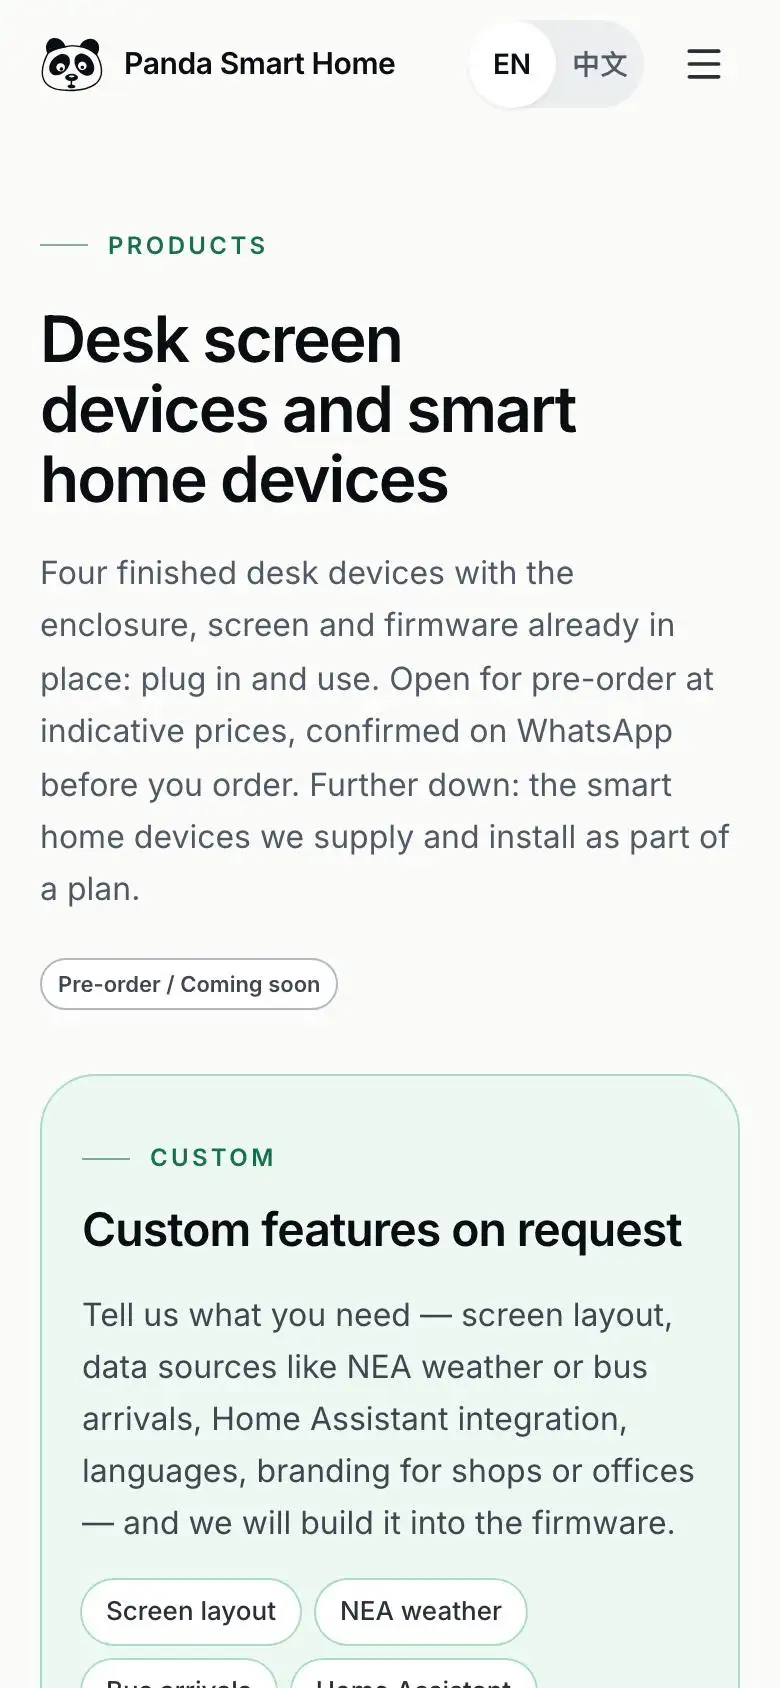 Panda Smart Home
EN
中文
PRODUCTS
Desk screen
devices and smart
home devices
Four finished desk devices with the
enclosure, screen and firmware already in
place: plug in and use. Open for pre-order at
indicative prices, confirmed on WhatsApp
before you order. Further down: the smart
home devices we supply and install as part of
a plan.
Pre-order / Coming soon
CUSTOM
Custom features on request
Tell us what you need — screen layout,
data sources like NEA weather or bus
arrivals, Home Assistant integration,
languages, branding for shops or offices
— and we will build it into the firmware.
Screen layout
NEA weather
Bus arrivals
Home Assistant